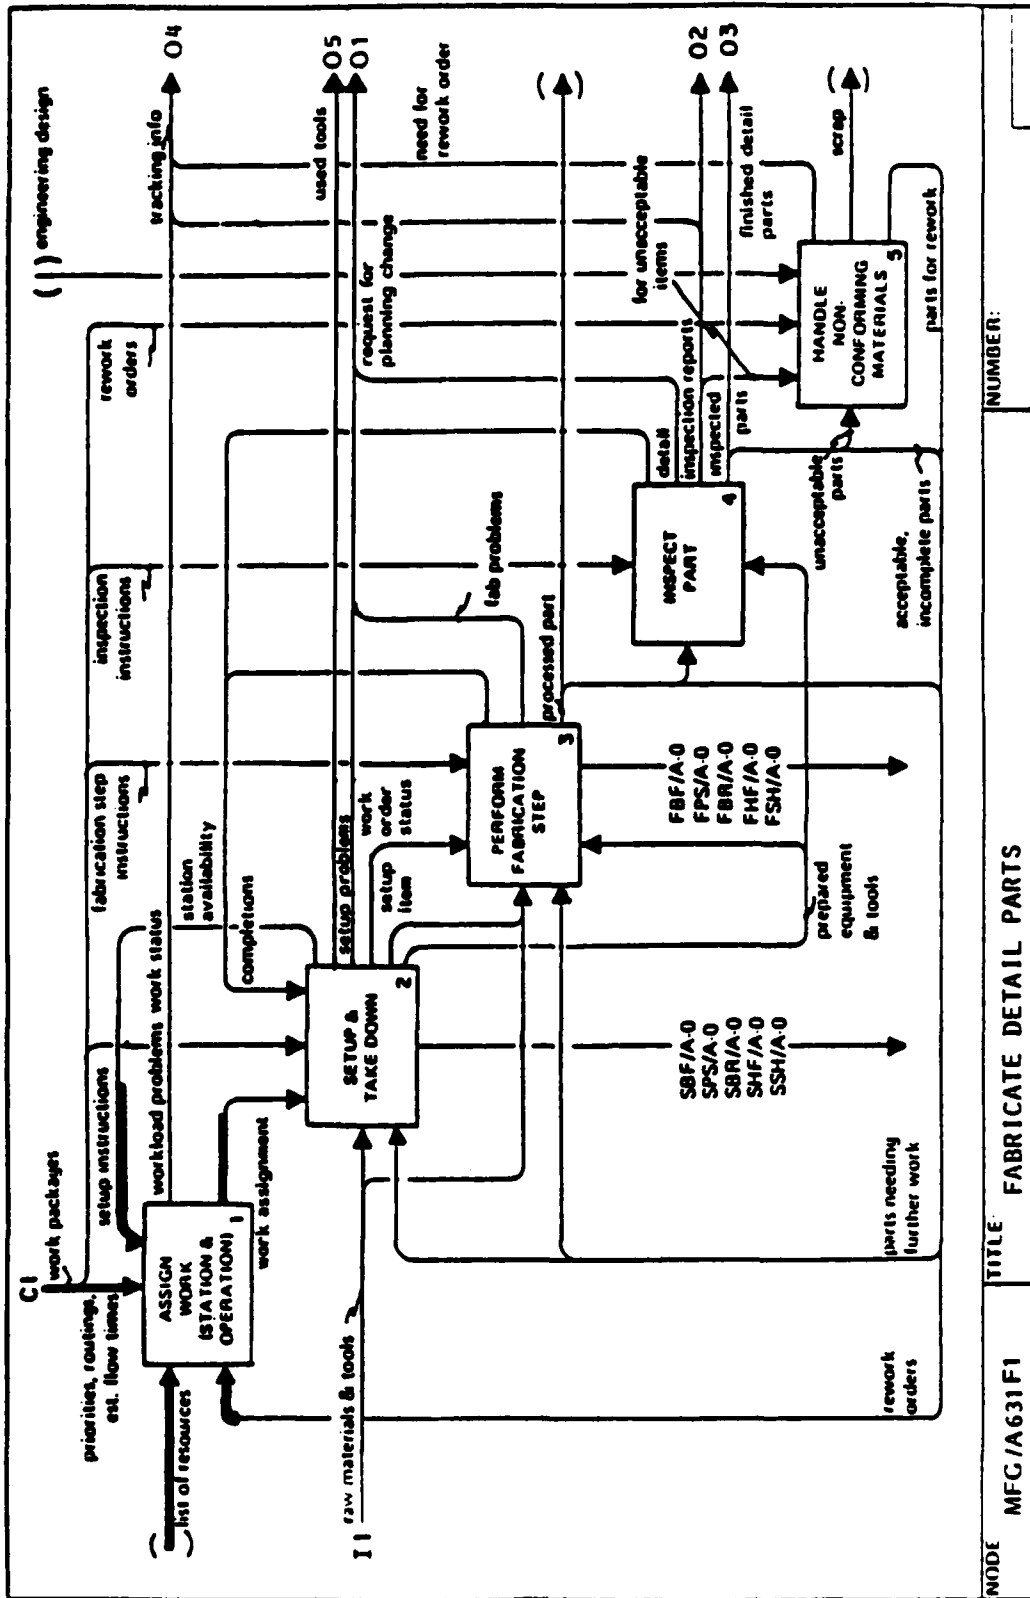 C1
work packages
priorities, routings,
est. flow times
( )
list of resources
ASSIGN
WORK
(STATION &
OPERATION)
1
setup instructions
workload problems
work status
work assignment
fabrication step
instructions
station
availability
completions
inspection
instructions
rework
orders
( ) engineering design
tracking info
O4
used tools
O5
O1
request for
planning change
need for
rework order
I1
raw materials & tools
SETUP &
TAKE DOWN
2
setup problems
work
order
status
setup
item
PERFORM
FABRICATION
STEP
3
fab problems
processed part
( )
INSPECT
PART
4
detail
inspection reports
inspected
parts
for unacceptable
items
O2
O3
finished detail
parts
HANDLE
NON-
CONFORMING
MATERIALS
5
scrap
( )
unacceptable
parts
acceptable,
incomplete parts
parts for rework
prepared
equipment
& tools
SBF/A-0
SPS/A-0
SBR/A-0
SHF/A-0
SSH/A-0
FBF/A-0
FPS/A-0
FBR/A-0
FHF/A-0
FSH/A-0
parts needing
further work
rework
orders
NODE
MFG/A631F1
TITLE
FABRICATE DETAIL PARTS
NUMBER: